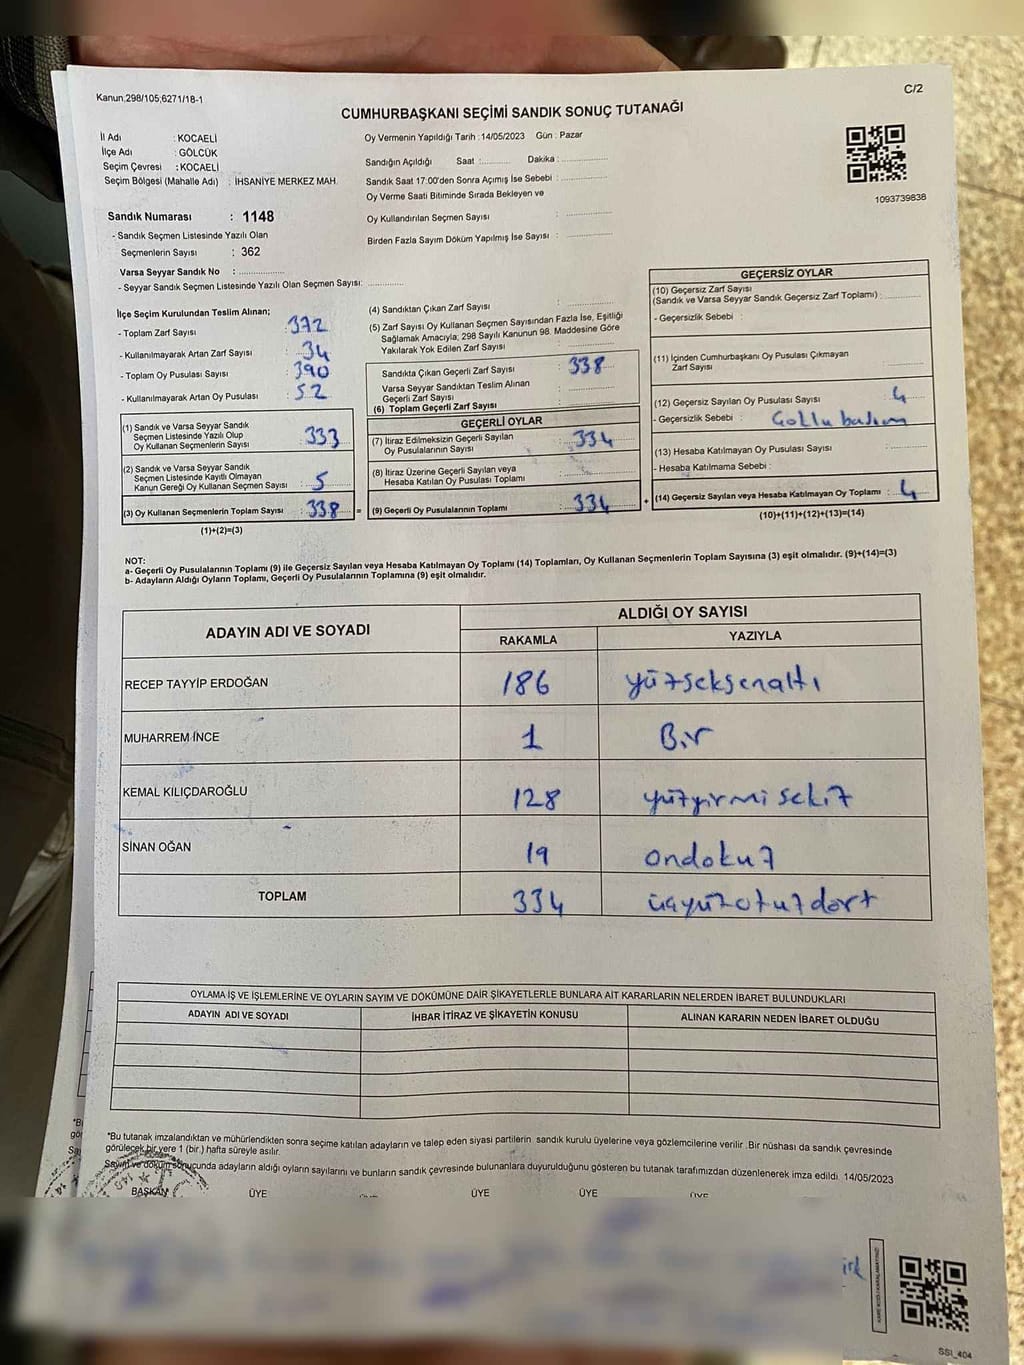 Kanun;298/105;6271/18-1
C/2
CUMHURBAŞKANI SEÇİMİ SANDIK SONUÇ TUTANAĞI
İl Adı : KOCAELİ
İlçe Adı : GÖLCÜK
Seçim Çevresi : KOCAELİ
Seçim Bölgesi (Mahalle Adı) : İHSANİYE MERKEZ MAH.
Sandık Numarası : 1148
- Sandık Seçmen Listesinde Yazılı Olan
Seçmenlerin Sayısı : 362
Varsa Seyyar Sandık No :
- Seyyar Sandık Seçmen Listesinde Yazılı Olan Seçmen Sayısı:
Oy Vermenin Yapıldığı Tarih : 14/05/2023 Gün : Pazar
Sandığın Açıldığı Saat : Dakika :
Sandık Saat 17:00'den Sonra Açımış İse Sebebi :
Oy Verme Saati Bitiminde Sırada Bekleyen ve
Oy Kullandırılan Seçmen Sayısı :
Birden Fazla Sayım Döküm Yapılmış İse Sayısı :
1093739838
İlçe Seçim Kurulundan Teslim Alınan;
- Toplam Zarf Sayısı : 372
- Kullanılmayarak Artan Zarf Sayısı : 34
- Toplam Oy Pusulası Sayısı : 390
- Kullanılmayarak Artan Oy Pusulası : 52
(1) Sandık ve Varsa Seyyar Sandık
Seçmen Listesinde Yazılı Olup
Oy Kullanan Seçmenlerin Sayısı : 333
(2) Sandık ve Varsa Seyyar Sandık
Seçmen Listesinde Kayıtlı Olmayan
Kanun Gereği Oy Kullanan Seçmen Sayısı : 5
(3) Oy Kullanan Seçmenlerin Toplam Sayısı : 338 =
(1)+(2)=(3)
(4) Sandıktan Çıkan Zarf Sayısı :
(5) Zarf Sayısı Oy Kullanan Seçmen Sayısından Fazla İse, Eşitliği
Sağlamak Amacıyla; 298 Sayılı Kanunun 98. Maddesine Göre
Yakılarak Yok Edilen Zarf Sayısı :
Sandıkta Çıkan Geçerli Zarf Sayısı : 338
Varsa Seyyar Sandıktan Teslim Alınan
Geçerli Zarf Sayısı :
(6) Toplam Geçerli Zarf Sayısı :
GEÇERLİ OYLAR
(7) İtiraz Edilmeksizin Geçerli Sayılan
Oy Pusulalarının Sayısı : 334
(8) İtiraz Üzerine Geçerli Sayılan veya
Hesaba Katılan Oy Pusulası Toplamı :
(9) Geçerli Oy Pusulalarının Toplamı : 334 +
GEÇERSİZ OYLAR
(10) Geçersiz Zarf Sayısı
(Sandık ve Varsa Seyyar Sandık Geçersiz Zarf Toplamı) :
- Geçersizlik Sebebi :
(11) İçinden Cumhurbaşkanı Oy Pusulası Çıkmayan
Zarf Sayısı :
(12) Geçersiz Sayılan Oy Pusulası Sayısı : 4
- Geçersizlik Sebebi : Çoklu basım
(13) Hesaba Katılmayan Oy Pusulası Sayısı :
- Hesaba Katılmama Sebebi :
(14) Geçersiz Sayılan veya Hesaba Katılmayan Oy Toplamı : 4
(10)+(11)+(12)+(13)=(14)
NOT:
a- Geçerli Oy Pusulalarının Toplamı (9) ile Geçersiz Sayılan veya Hesaba Katılmayan Oy Toplamı (14) Toplamları, Oy Kullanan Seçmenlerin Toplam Sayısına (3) eşit olmalıdır. (9)+(14)=(3)
b- Adayların Aldığı Oyların Toplamı, Geçerli Oy Pusulalarının Toplamına (9) eşit olmalıdır.
ADAYIN ADI VE SOYADI
ALDIĞI OY SAYISI
RAKAMLA YAZIYLA
RECEP TAYYİP ERDOĞAN 186 yüzseksenaltı
MUHARREM İNCE 1 Bir
KEMAL KILIÇDAROĞLU 128 yüzyirmi sekiz
SİNAN OĞAN 19 ondokuz
TOPLAM 334 üçyüzotuzdört
OYLAMA İŞ VE İŞLEMLERİNE VE OYLARIN SAYIM VE DÖKÜMÜNE DAİR ŞİKAYETLERLE BUNLARA AİT KARARLARIN NELERDEN İBARET BULUNDUKLARI
ADAYIN ADI VE SOYADI İHBAR İTİRAZ VE ŞİKAYETİN KONUSU ALINAN KARARIN NEDEN İBARET OLDUĞU
*Bu tutanak imzalandıktan ve mühürlendikten sonra seçime katılan adayların ve talep eden siyasi partilerin sandık kurulu üyelerine veya gözlemcilerine verilir .Bir nüshası da sandık çevresinde
görülecek bir yere 1 (bir.) hafta süreyle asılır.
Sayım ve döküm sonucunda adayların aldığı oyların sayılarını ve bunların sandık çevresinde bulunanlara duyurulduğunu gösteren bu tutanak tarafımızdan düzenlenerek imza edildi. 14/05/2023
BAŞKAN ÜYE ÜYE ÜYE ÜYE ÜYE
KARE KODU KARALAMAYINIZ!
SSI_404